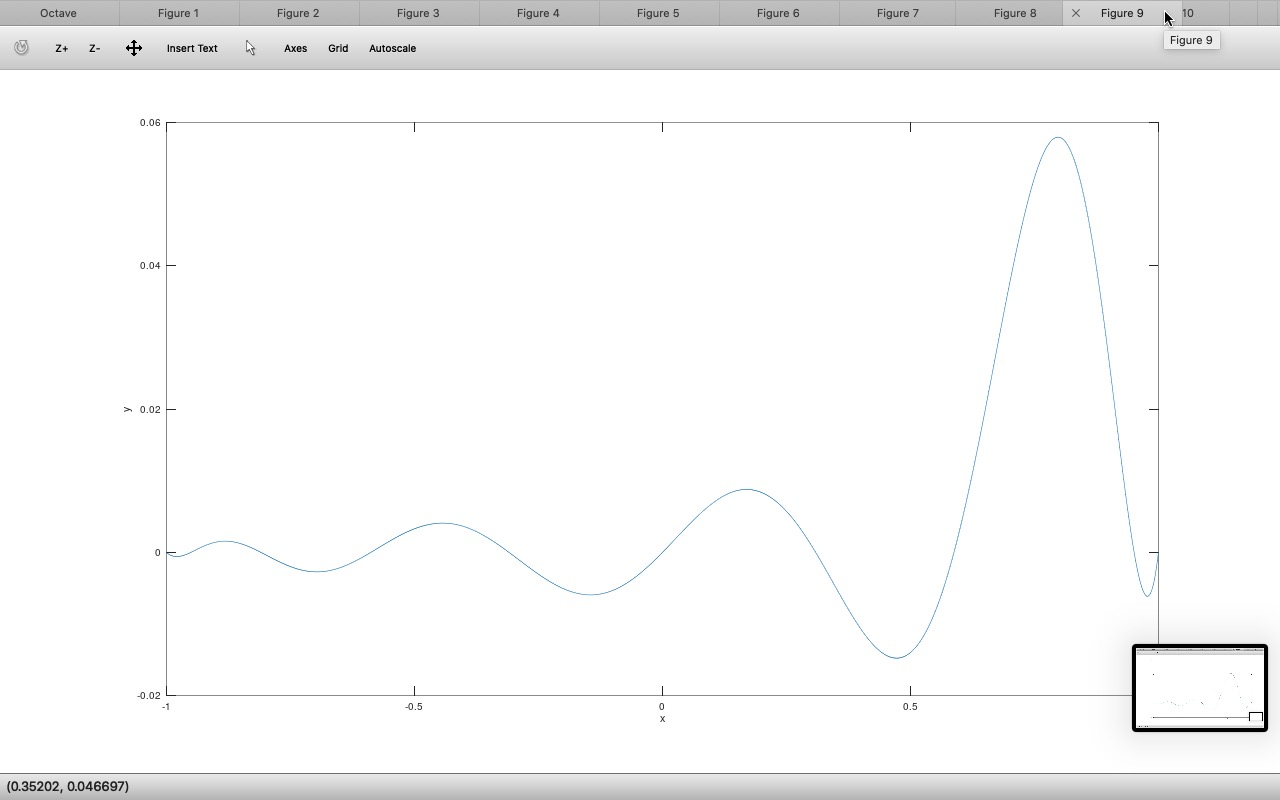 Octave Figure 1 Figure 2 Figure 3 Figure 4 Figure 5 Figure 6 Figure 7 Figure 8 Figure 9 10
Z+ Z- Insert Text Axes Grid Autoscale
Figure 9
0.06
0.04
y 0.02
0
-0.02
-1 -0.5 0 0.5
x
(0.35202, 0.046697)